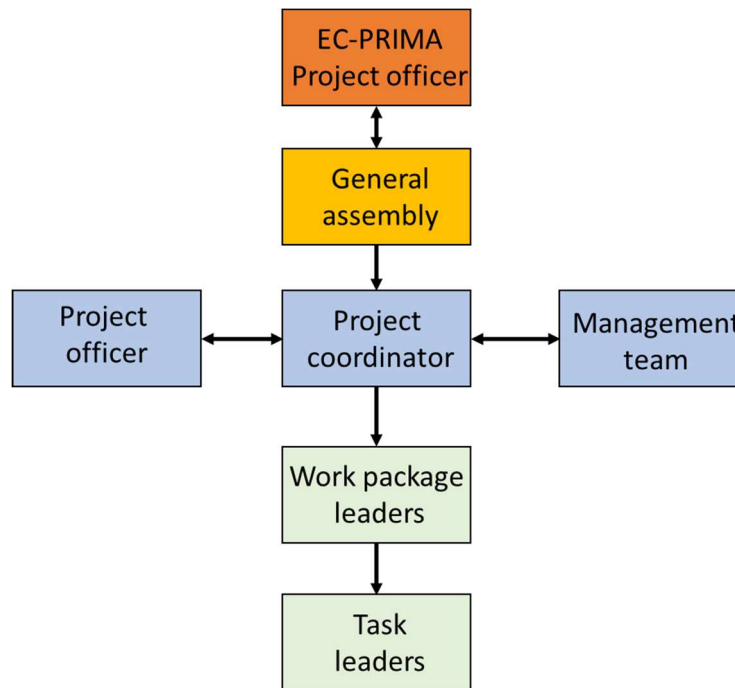 EC-PRIMA
Project officer
General
assembly
Project
officer
Project
coordinator
Management
team
Work package
leaders
Task
leaders